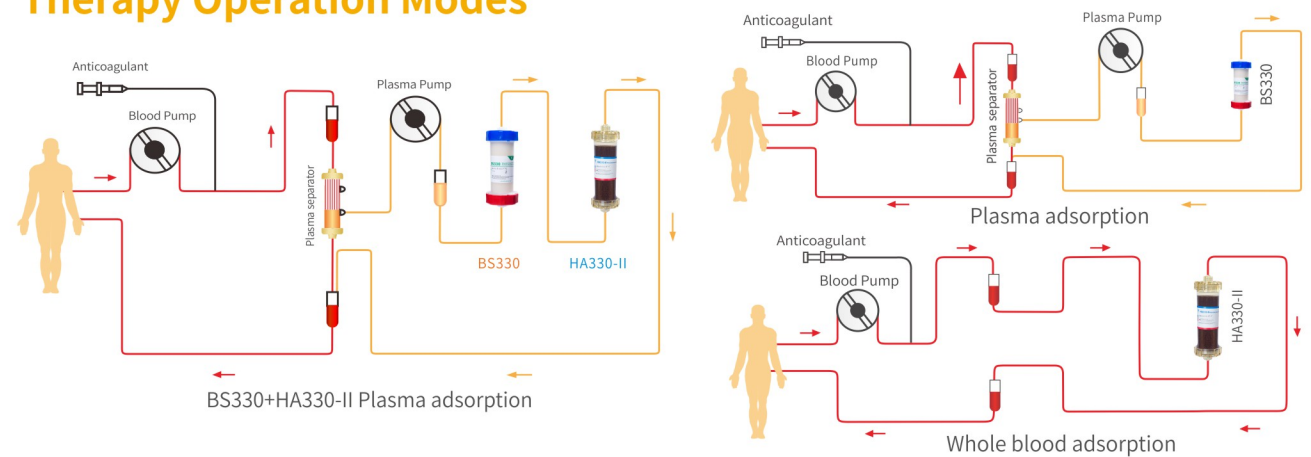 Therapy Operation Modes
Anticoagulant
Blood Pump
Plasma separator
Plasma Pump
BS330
HA330-II
BS330+HA330-II Plasma adsorption
Anticoagulant
Blood Pump
Plasma separator
Plasma Pump
BS330
Plasma adsorption
Anticoagulant
Blood Pump
HA330-II
Whole blood adsorption